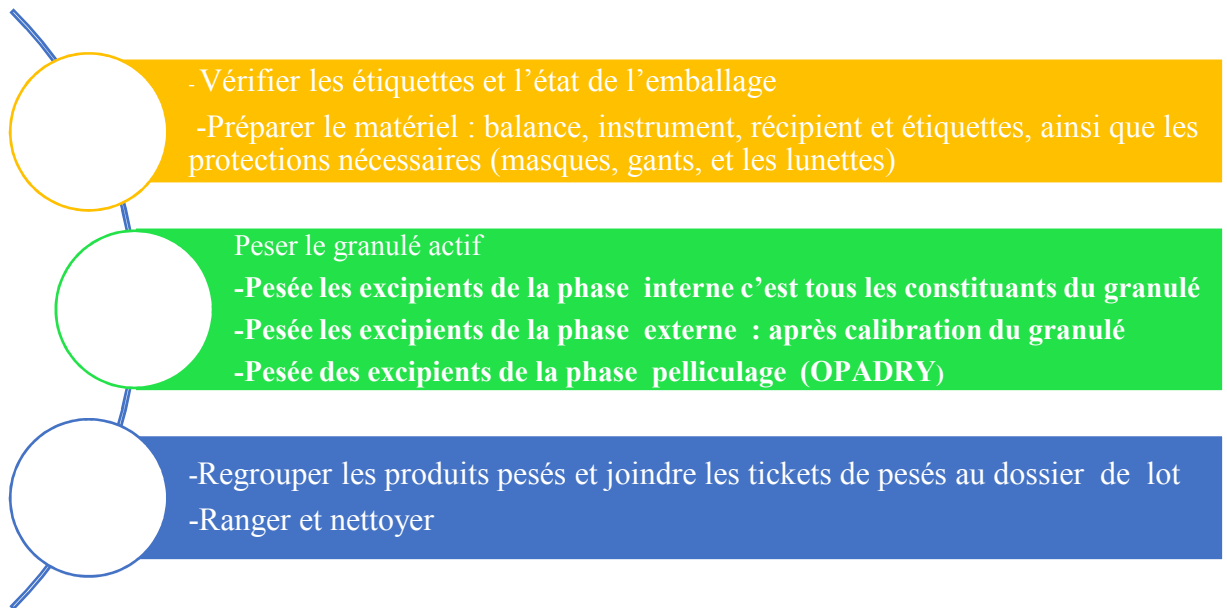 -Vérifier les étiquettes et l’état de l’emballage
-Préparer le matériel : balance, instrument, récipient et étiquettes, ainsi que les
protections nécessaires (masques, gants, et les lunettes)
Peser le granulé actif
-Pesée les excipients de la phase interne c’est tous les constituants du granulé
-Pesée les excipients de la phase externe : après calibration du granulé
-Pesée des excipients de la phase pelliculage (OPADRY)
-Regrouper les produits pesés et joindre les tickets de pesés au dossier de lot
-Ranger et nettoyer